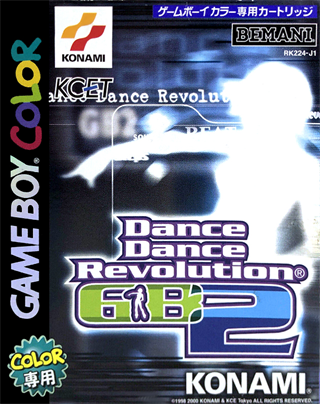 ゲームボーイカラー専用カートリッジ
BEMANI
RK224-J1
KONAMI
KCET
Dance Dance Revolution
GB2
BEAT
GAME BOY COLOR
Dance
Dance
Revolution®
GB2
COLOR
専用
KONAMI
©1998 2000 KONAMI & KCE Tokyo ALL RIGHTS RESERVED.